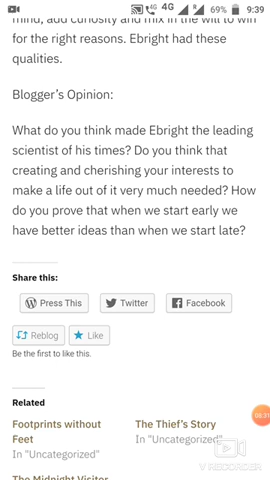 4G 69% 9:39
mind, add curiosity and mix in the will to win
for the right reasons. Ebright had these
qualities.
Blogger's Opinion:
What do you think made Ebright the leading
scientist of his times? Do you think that
creating and cherishing your interests to
make a life out of it very much needed? How
do you prove that when we start early we
have better ideas than when we start late?
Share this:
Press This Twitter Facebook
Reblog Like
Be the first to like this.
Related
Footprints without
Feet
In "Uncategorized"
The Thief's Story
In "Uncategorized"
The Midnight Visitor
V RECORDER